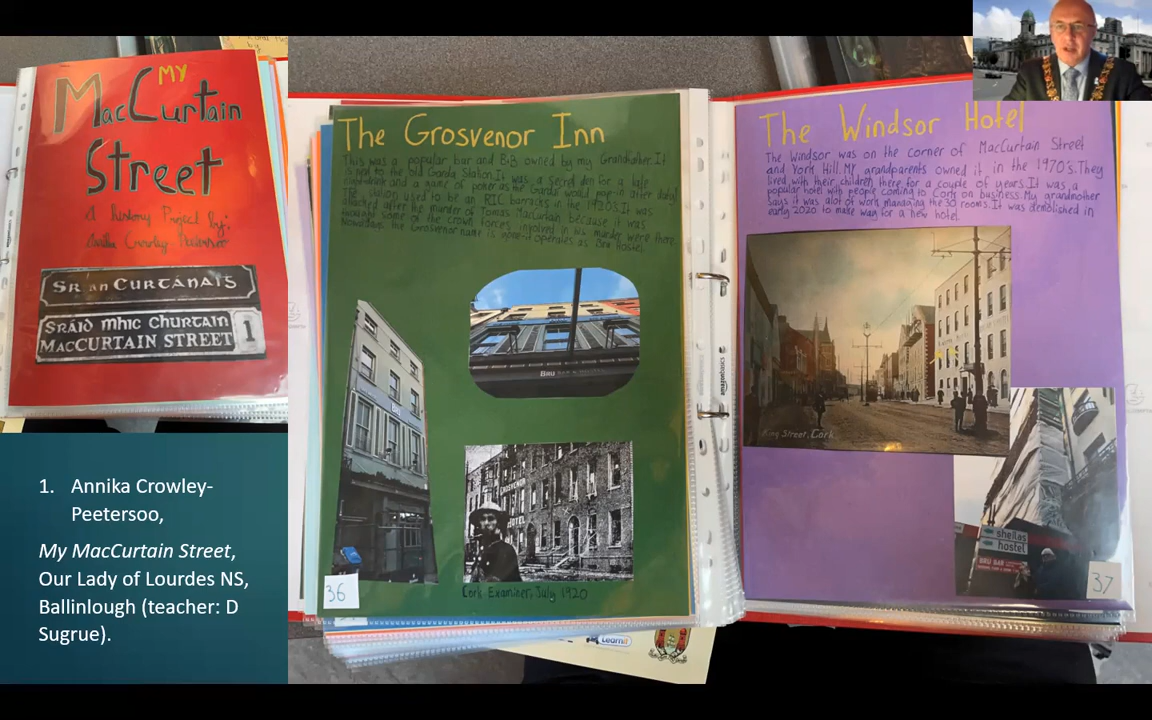 MY
MacCurtain
Street
A history Project By:
SRÁID MHIC CHURTAIN
MACCURTAIN STREET
1
1. Annika Crowley-
Peetersoo,
My MacCurtain Street,
Our Lady of Lourdes NS,
Ballinlough (teacher: D
Sugrue).
The Grosvenor Inn
This was a popular bar and B&B owned by my Grandfather. It
is next to the old Garda Station. It was a secret den for a late
night drink and a game of poker as the Gards would pop in after duty!
The Station used to be an RIC barracks in the 1920's. It was
attacked after the murder of Tomas MacCurtain because it was
thought some of the crown forces involved in his murder were there.
Nowadays the Grosvenor name is gone-it operates as Bru Hostel.
BRU BAR
GROSVENOR
Cork Examiner, July 1920
36
The Windsor Hotel
The Windsor was on the corner of MacCurtain Street
and York Hill. My grandparents owned it in the 1970's. They
lived with their children there for a couple of years. It was a
popular hotel with people coming to Cork on business. My grandmother
says it was alot of work managing the 30 rooms. It was demolished in
early 2020 to make way for a new hotel.
King Street, Cork.
sheilas
hostel
BRU BAR
37
amazonbasics
Learnit